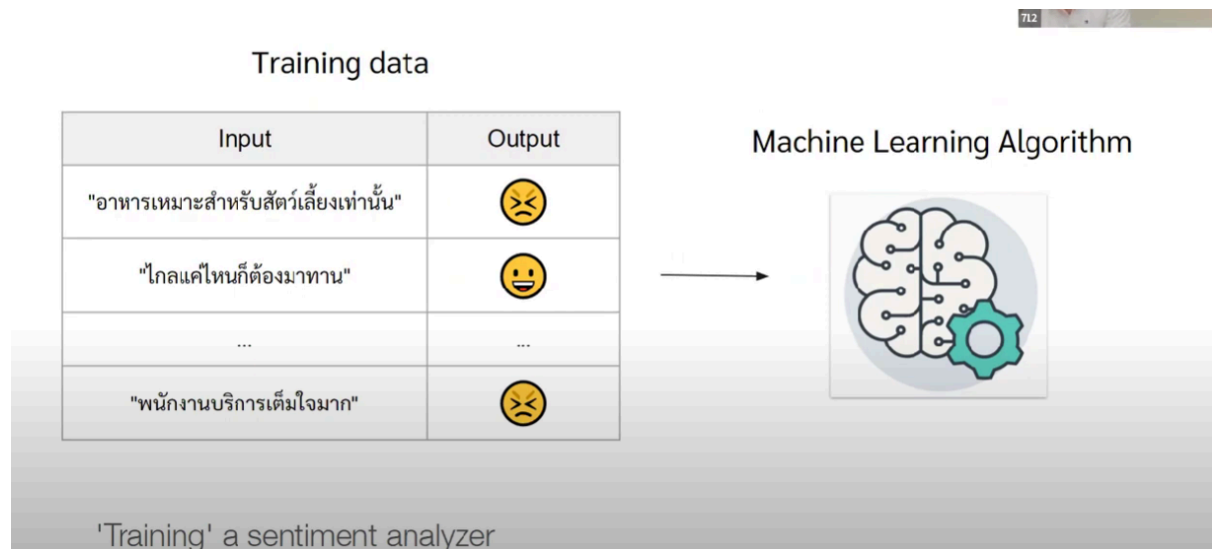 712
Training data
Input Output
"อาหารเหมาะสำหรับสัตว์เลี้ยงเท่านั้น"
"ไกลแค่ไหนก็ต้องมาทาน"
... ...
"พนักงานบริการเต็มใจมาก"
Machine Learning Algorithm
'Training' a sentiment analyzer